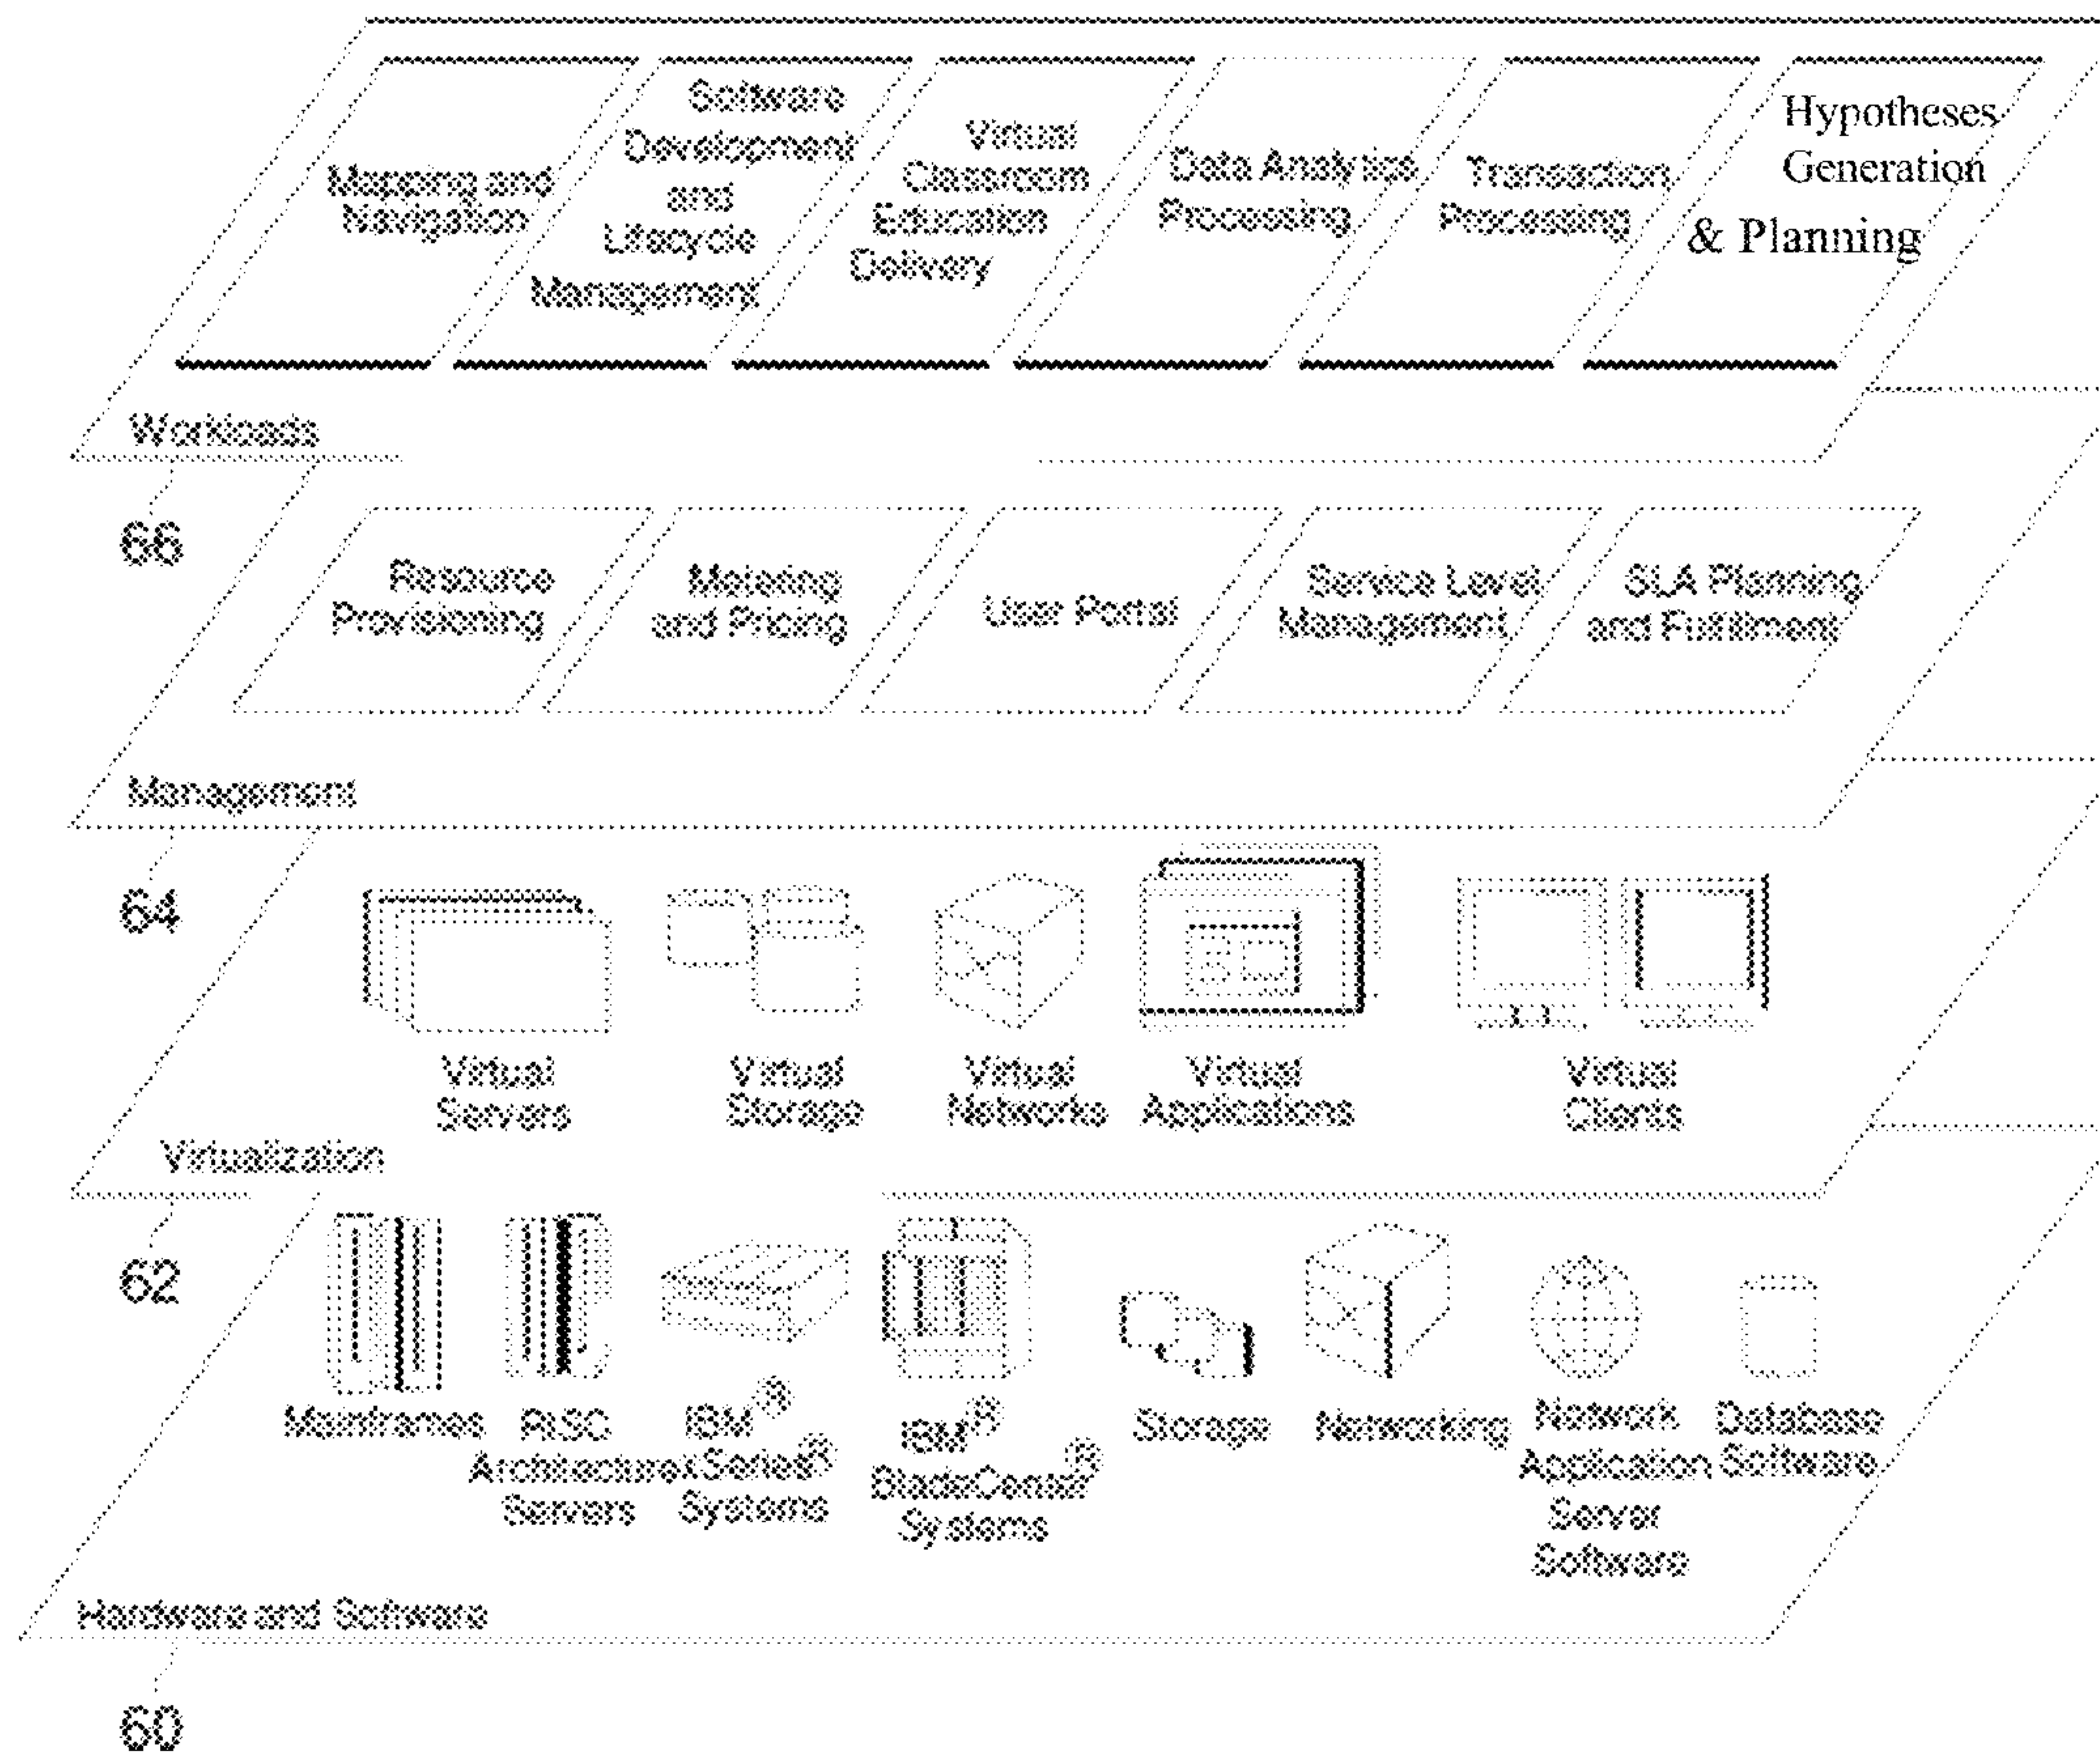 Mapping and
Navigation
Software
Development
and
Lifecycle
Management
Virtual
Classroom
Education
Delivery
Data Analytics
Processing
Transaction
Processing
Hypotheses
Generation
& Planning
Workloads
66
Resource
Provisioning
Metering
and Pricing
User Portal
Service Level
Management
SLA Planning
and Fulfillment
Management
64
Virtual
Servers
Virtual
Storage
Virtual
Networks
Virtual
Applications
Virtual
Clients
Virtualization
62
Mainframes
RISC
Architecture
Servers
IBM®
xSeries®
Systems
IBM®
BladeCenter®
Systems
Storage
Networking
Network
Application
Server
Software
Database
Software
Hardware and Software
60